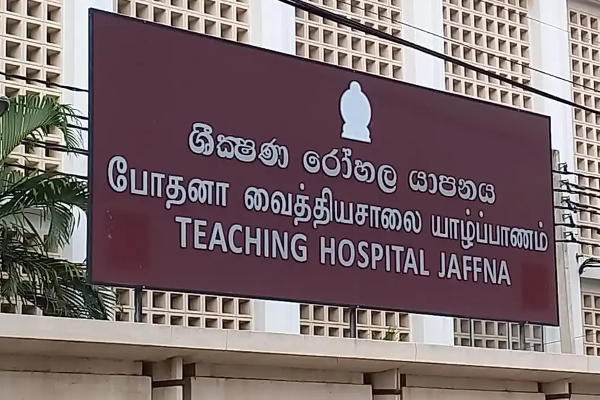 ශීක්‍ෂණ රෝහල යාපනය
போதனா வைத்தியசாலை யாழ்ப்பாணம்
TEACHING HOSPITAL JAFFNA